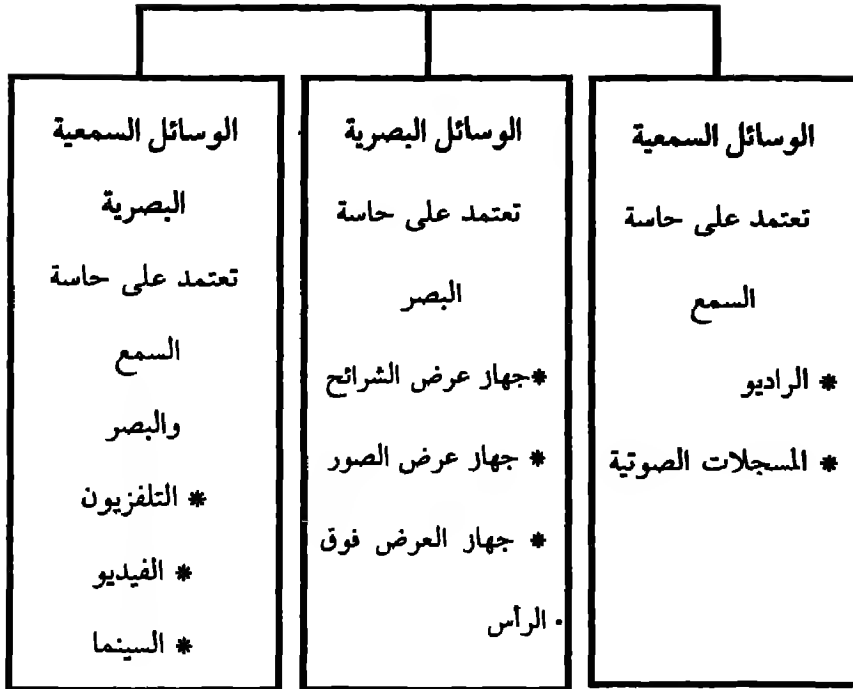 الوسائل السمعية
تعتمد على حاسة
السمع
* الراديو
* المسجلات الصوتية
الوسائل البصرية
تعتمد على حاسة
البصر
*جهاز عرض الشرائح
* جهاز عرض الصور
* جهاز العرض فوق
الرأس
الوسائل السمعية
البصرية
تعتمد على حاسة
السمع
والبصر
* التلفزيون
* الفيديو
* السينما